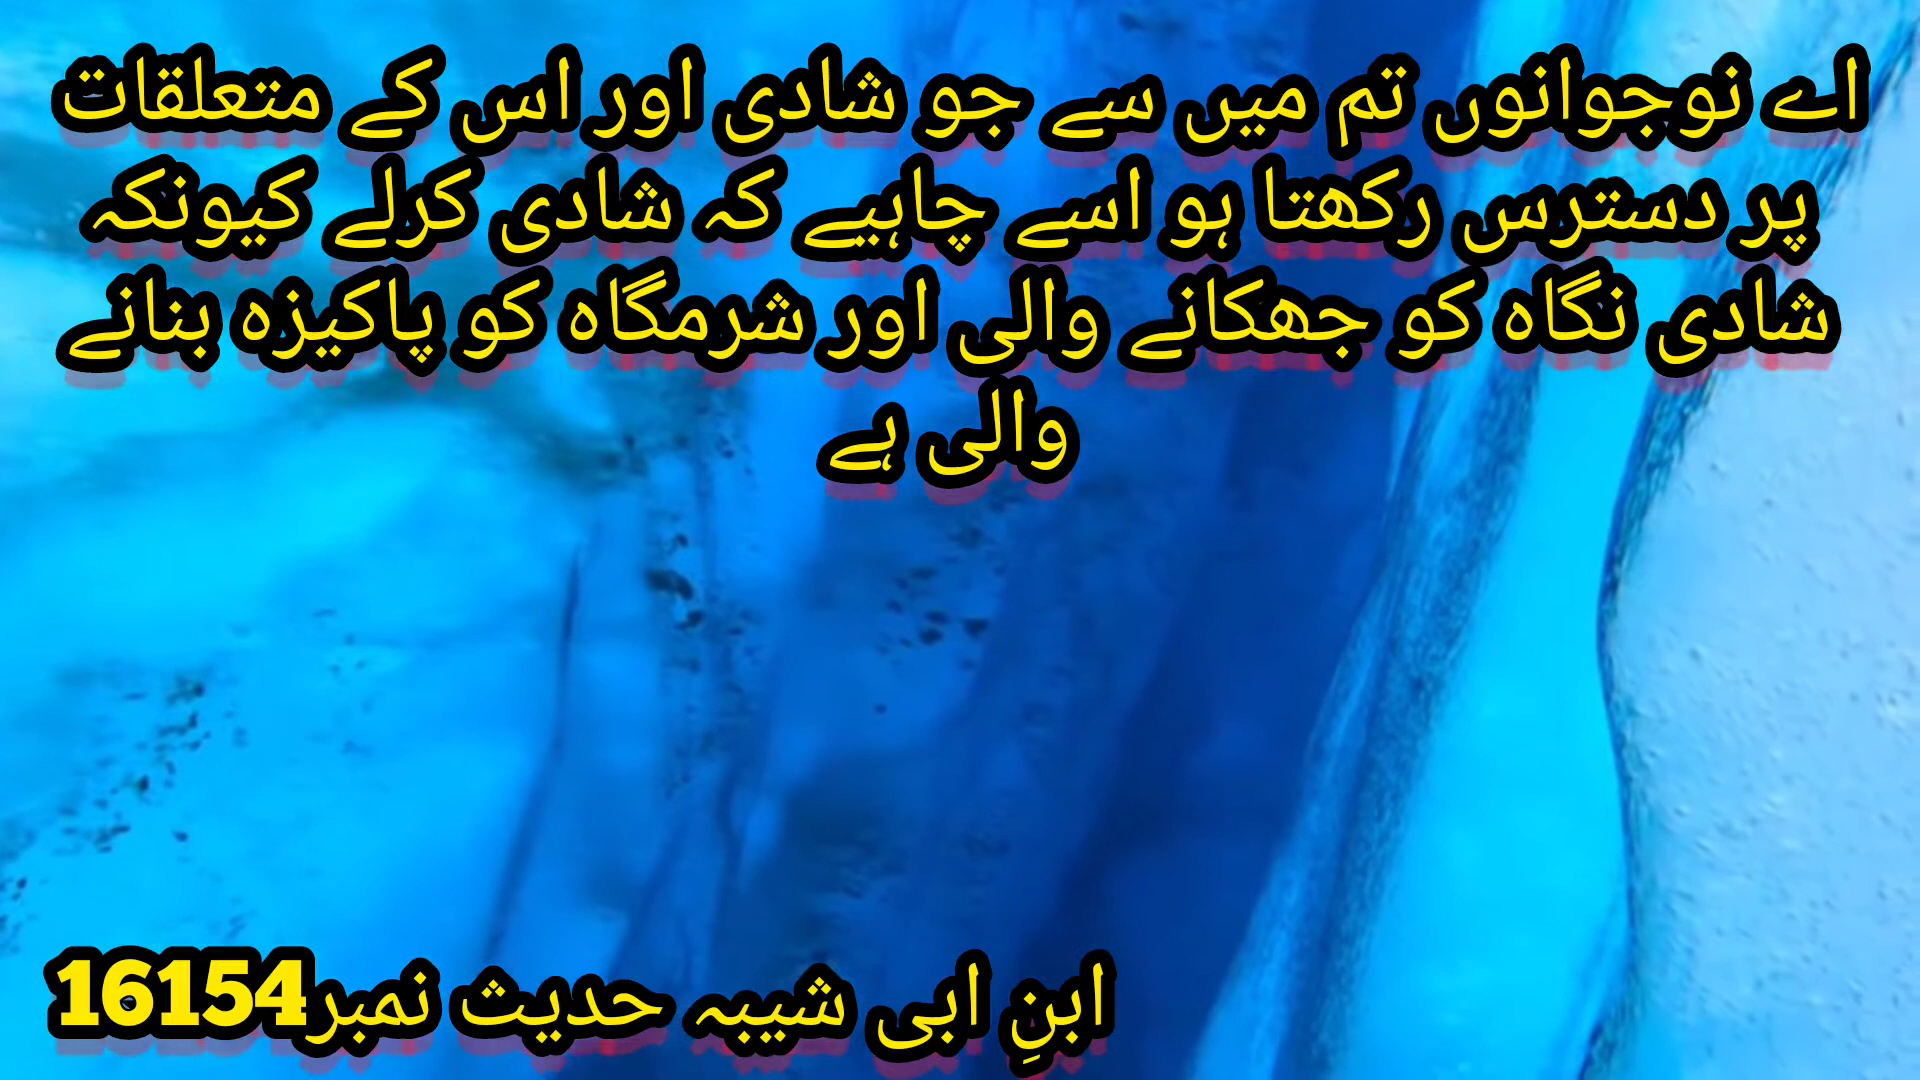 اے نوجوانوں تم میں سے جو شادی اور اس کے متعلقات
پر دسترس رکھتا ہو اسے چاہیے کہ شادی کرلے کیونکہ
شادی نگاہ کو جھکانے والی اور شرمگاہ کو پاکیزہ بنانے
والی ہے
ابنِ ابی شیبہ حدیث نمبر16154